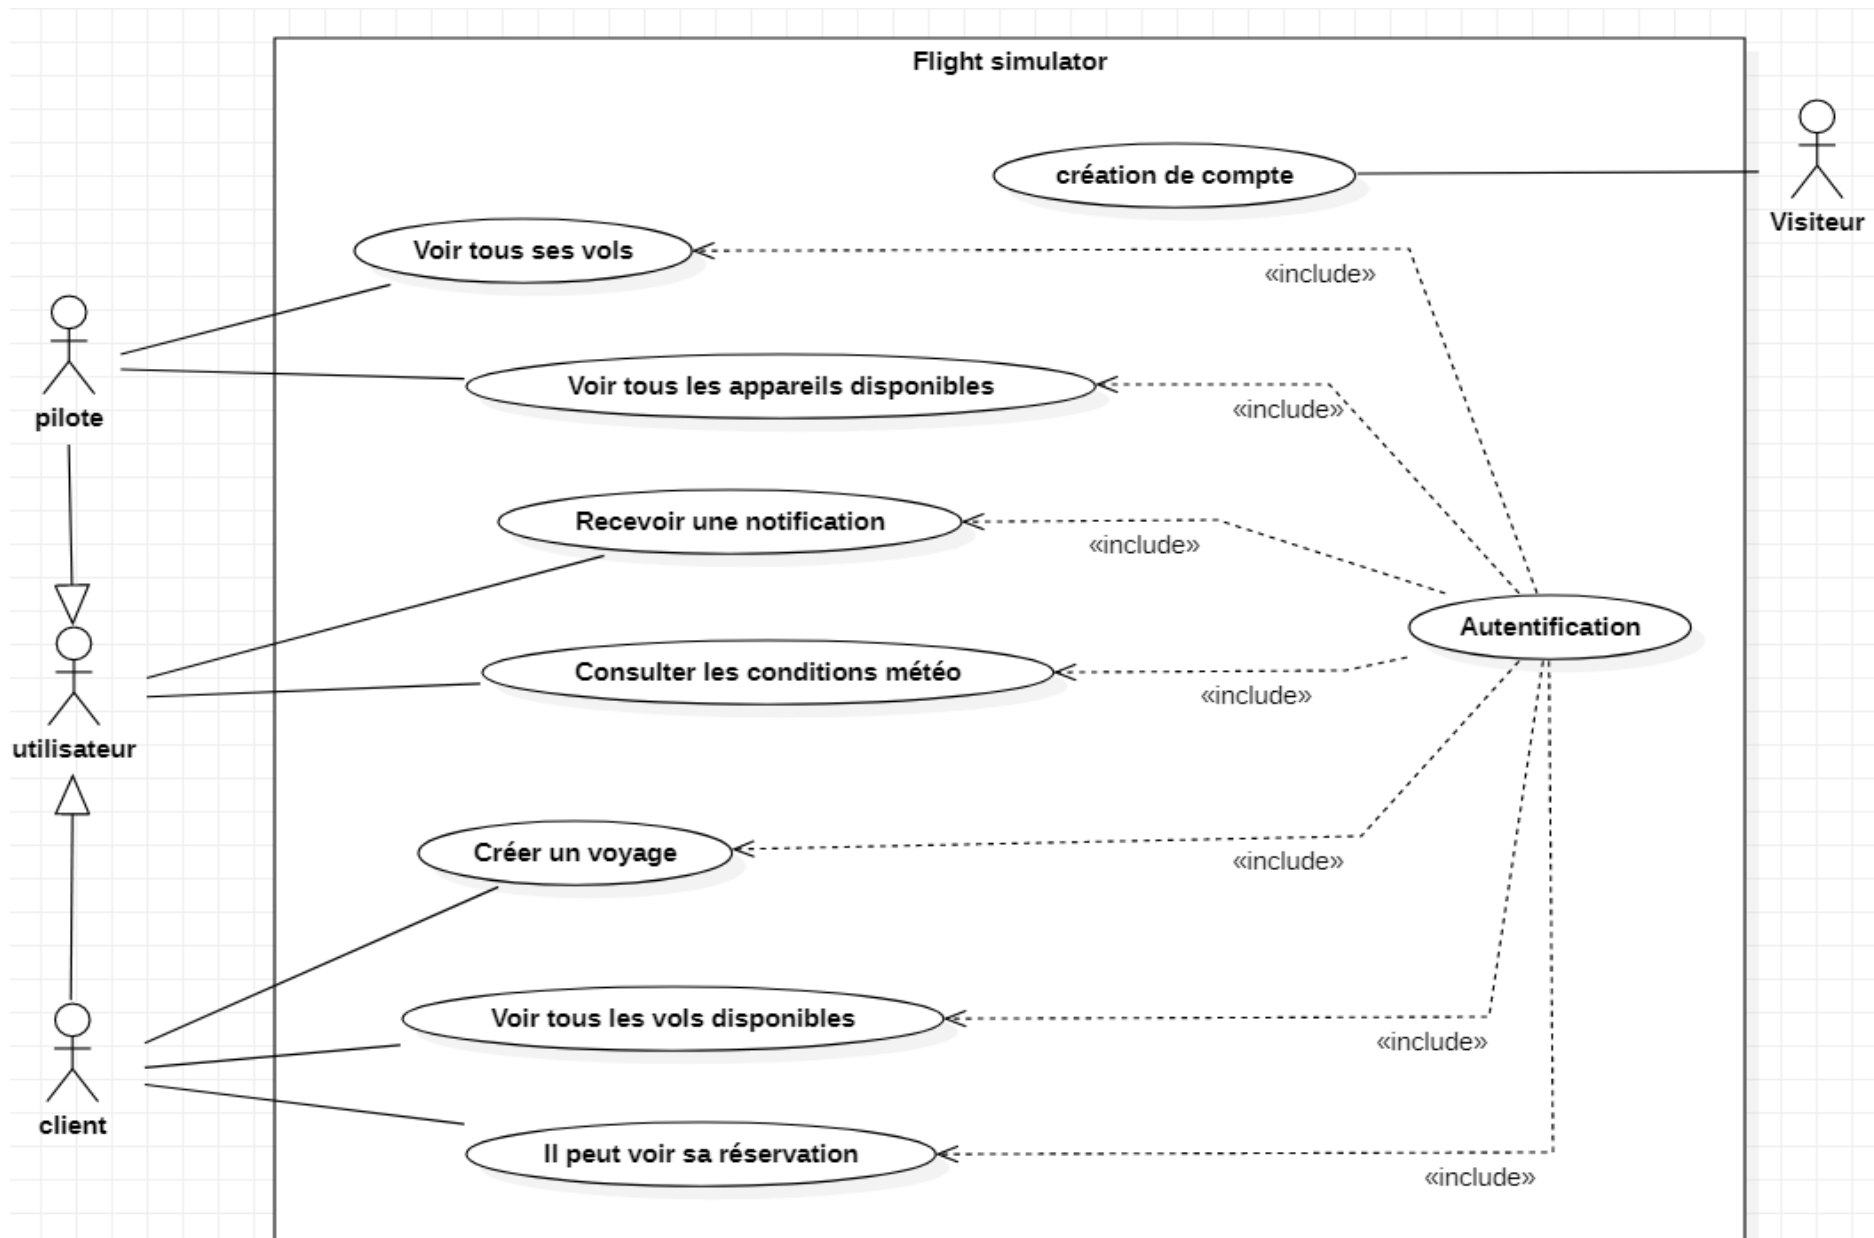 Flight simulator
création de compte
Visiteur
Voir tous ses vols
«include»
pilote
Voir tous les appareils disponibles
«include»
Recevoir une notification
«include»
Autentification
utilisateur
Consulter les conditions météo
«include»
Créer un voyage
«include»
Voir tous les vols disponibles
«include»
client
Il peut voir sa réservation
«include»